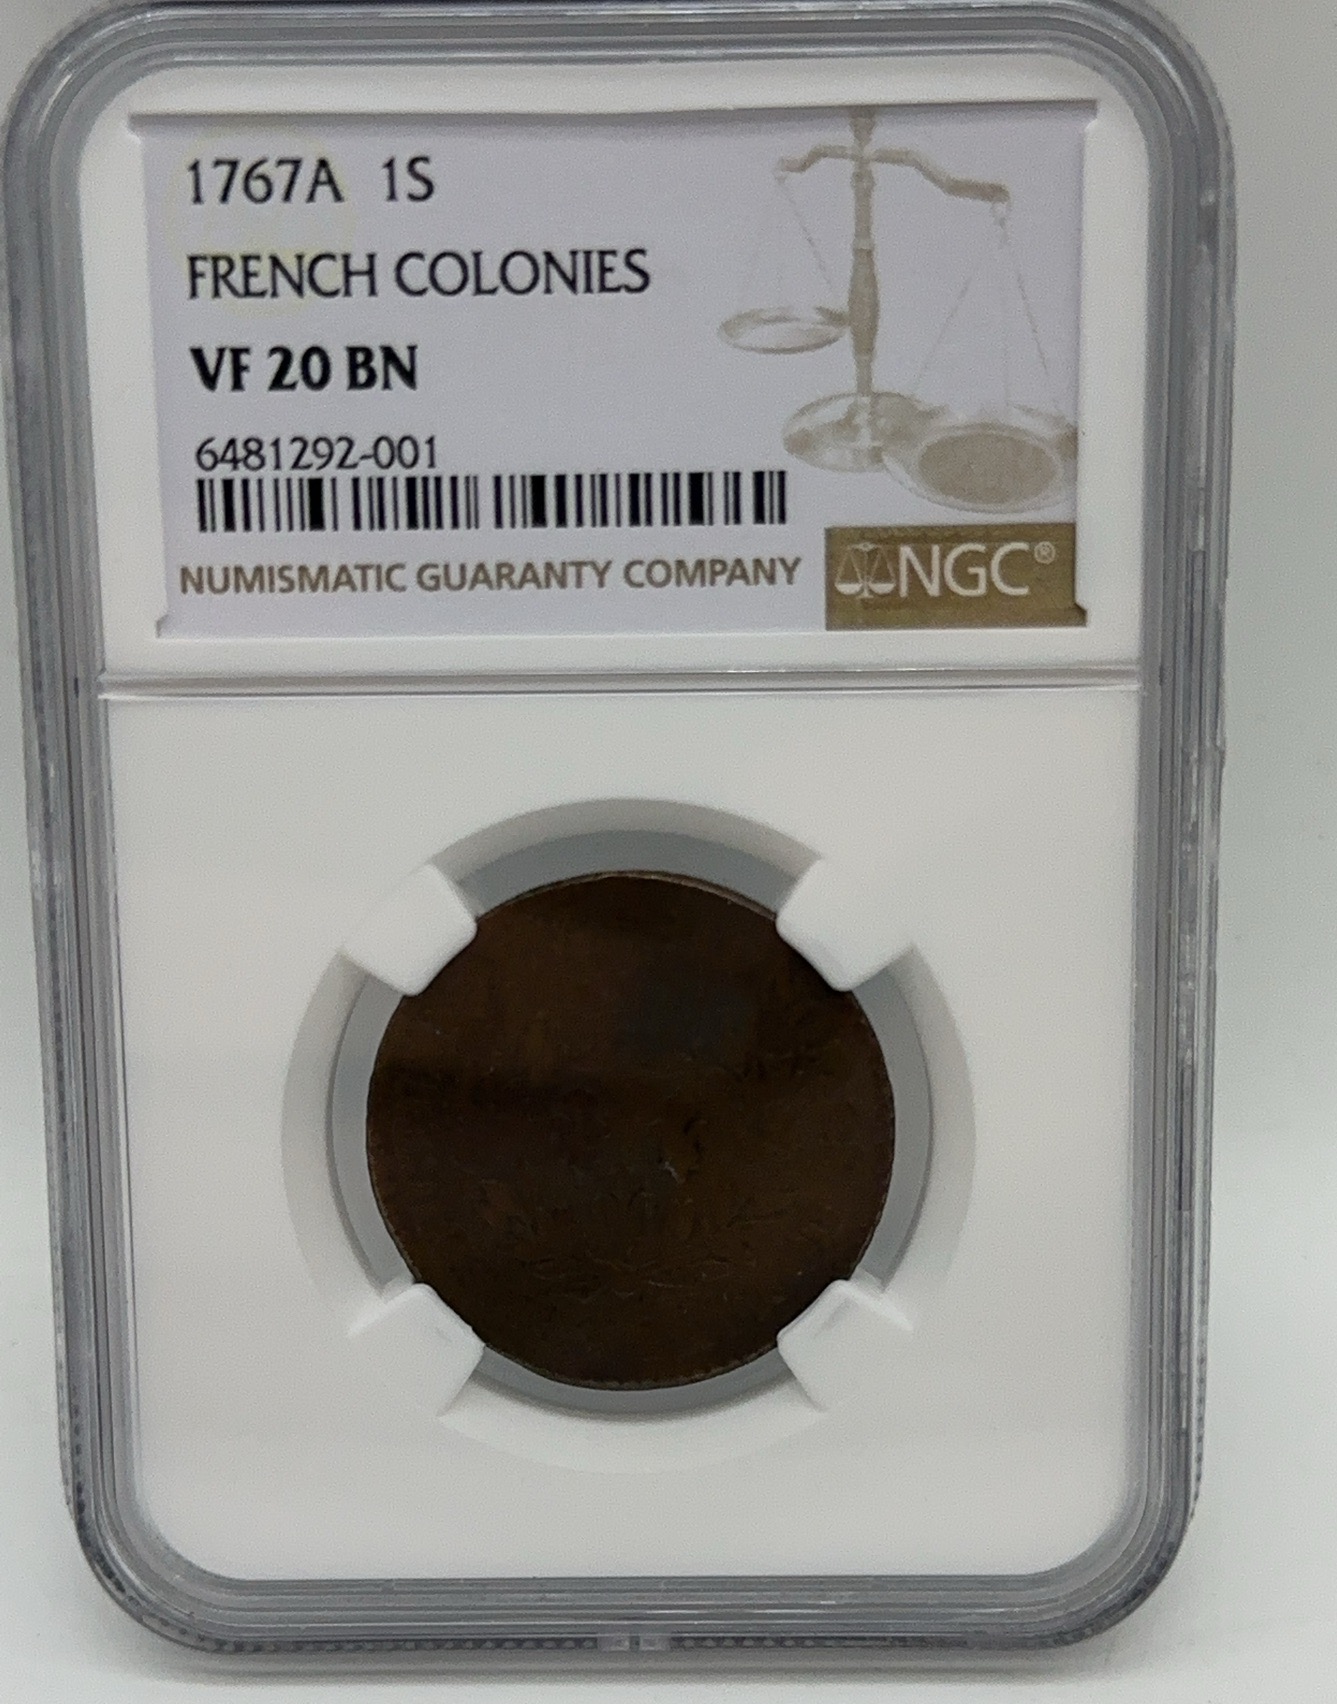 1767A 1S
FRENCH COLONIES
VF 20 BN
6481292-001
NUMISMATIC GUARANTY COMPANY
NGC®